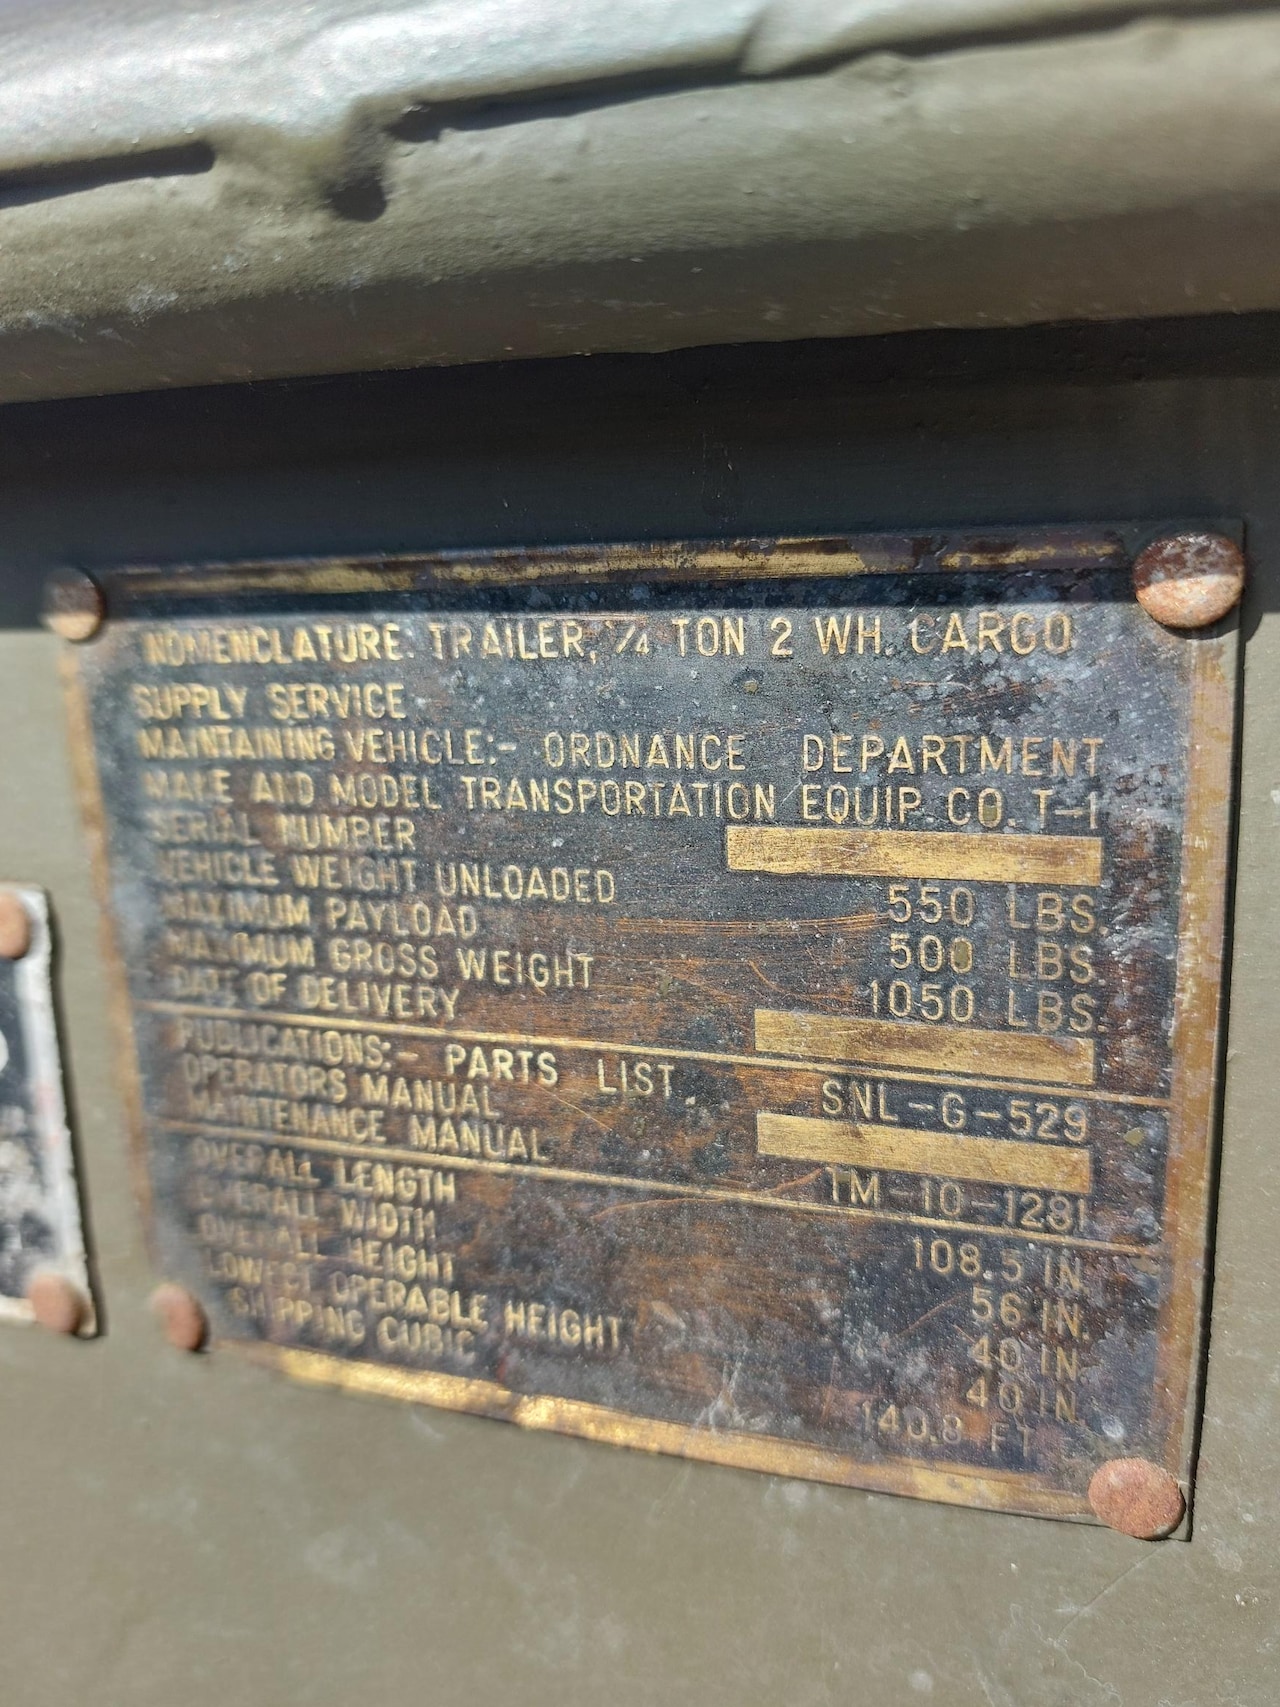 NOMENCLATURE. TRAILER, 1/4 TON 2 WH. CARGO
SUPPLY SERVICE
MAINTAINING VEHICLE:- ORDNANCE DEPARTMENT
MAKE AND MODEL TRANSPORTATION EQUIP. CO. T-1
SERIAL NUMBER
VEHICLE WEIGHT UNLOADED 550 LBS.
MAXIMUM PAYLOAD 500 LBS.
MAXIMUM GROSS WEIGHT 1050 LBS.
DATE OF DELIVERY
PUBLICATIONS:- PARTS LIST. SNL-G-529
OPERATORS MANUAL
MAINTENANCE MANUAL TM-10-1281
OVERALL LENGTH 108.5 IN.
OVERALL WIDTH 56 IN.
OVERALL HEIGHT 40 IN.
LOWEST OPERABLE HEIGHT 40 IN.
SHIPPING CUBIC 140.8 FT